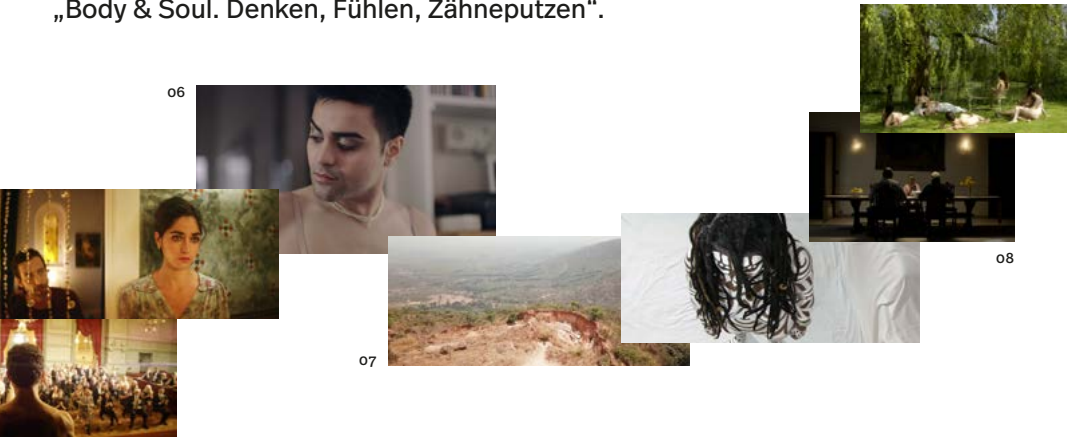 „Body & Soul. Denken, Fühlen, Zähneputzen“.
06
07
08